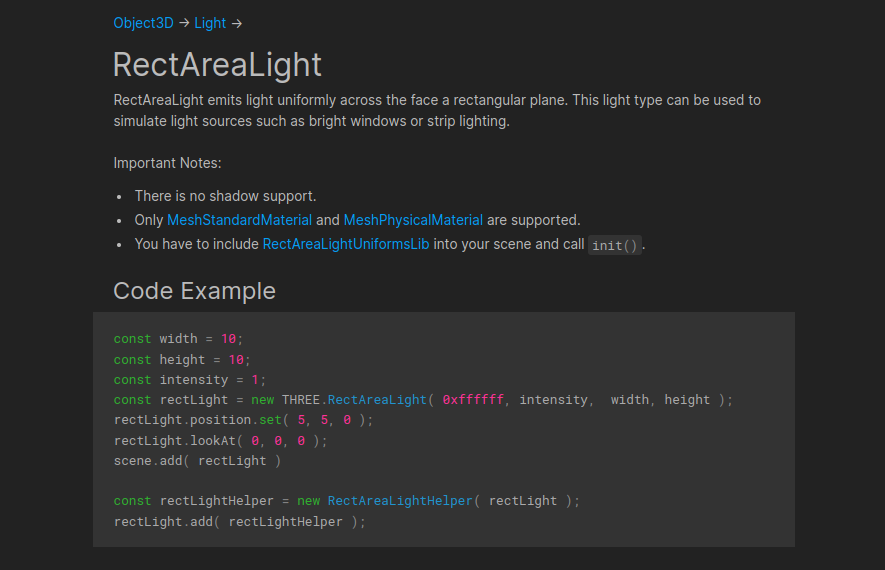 Object3D → Light →
RectAreaLight
RectAreaLight emits light uniformly across the face a rectangular plane. This light type can be used to
simulate light sources such as bright windows or strip lighting.
Important Notes:
• There is no shadow support.
• Only MeshStandardMaterial and MeshPhysicalMaterial are supported.
• You have to include RectAreaLightUniformsLib into your scene and call init().
Code Example
const width = 10;
const height = 10;
const intensity = 1;
const rectLight = new THREE.RectAreaLight( 0xffffff, intensity,  width, height );
rectLight.position.set( 5, 5, 0 );
rectLight.lookAt( 0, 0, 0 );
scene.add( rectLight )
const rectLightHelper = new RectAreaLightHelper( rectLight );
rectLight.add( rectLightHelper );